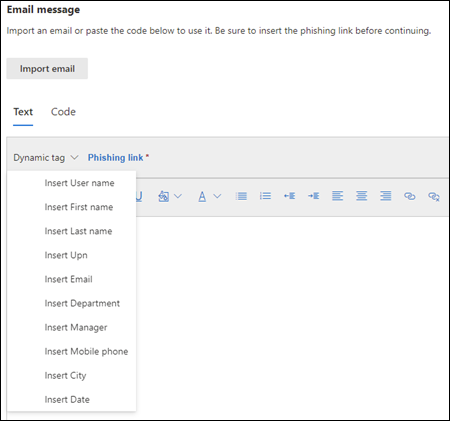 Email message
Import an email or paste the code below to use it. Be sure to insert the phishing link before continuing.
Import email
Text Code
Dynamic tag Phishing link *
Insert User name
U A
Insert First name
Insert Last name
Insert Upn
Insert Email
Insert Department
Insert Manager
Insert Mobile phone
Insert City
Insert Date